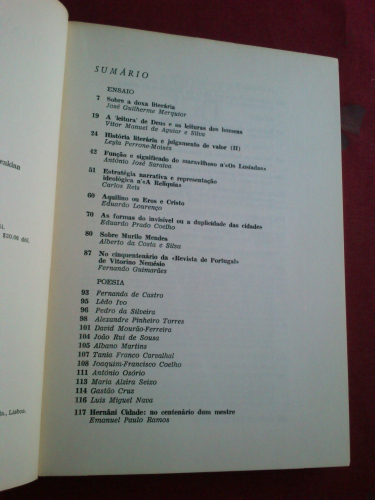 SUMÁRIO
ENSAIO
7 Sobre a doxa literária
José Guilherme Merquior
19 A 'leitura' de Deus e as leituras dos homens
Vítor Manuel de Aguiar e Silva
24 História literária e julgamento de valor (II)
Leyla Perrone-Moisés
42 Função e significado do maravilhoso n'«Os Lusíadas»
António José Saraiva
51 Estratégia narrativa e representação
ideológica n'«A Relíquia»
Carlos Reis
60 Aquilino ou Eros e Cristo
Eduardo Lourenço
70 As formas do invisível ou a duplicidade das cidades
Eduardo Prado Coelho
80 Sobre Murilo Mendes
Alberto da Costa e Silva
87 No cinquentenário da «Revista de Portugal»
de Vitorino Nemésio
Fernando Guimarães
POESIA
93 Fernanda de Castro
95 Lêdo Ivo
96 Pedro da Silveira
98 Alexandre Pinheiro Torres
101 David Mourão-Ferreira
104 João Rui de Sousa
105 Albano Martins
107 Tania Franco Carvalhal
108 Joaquim-Francisco Coelho
111 António Osório
113 Maria Alzira Seixo
114 Gastão Cruz
116 Luís Miguel Nava
117 Hernâni Cidade: no centenário dum mestre
Emanuel Paulo Ramos
$20.00
Lisboa.